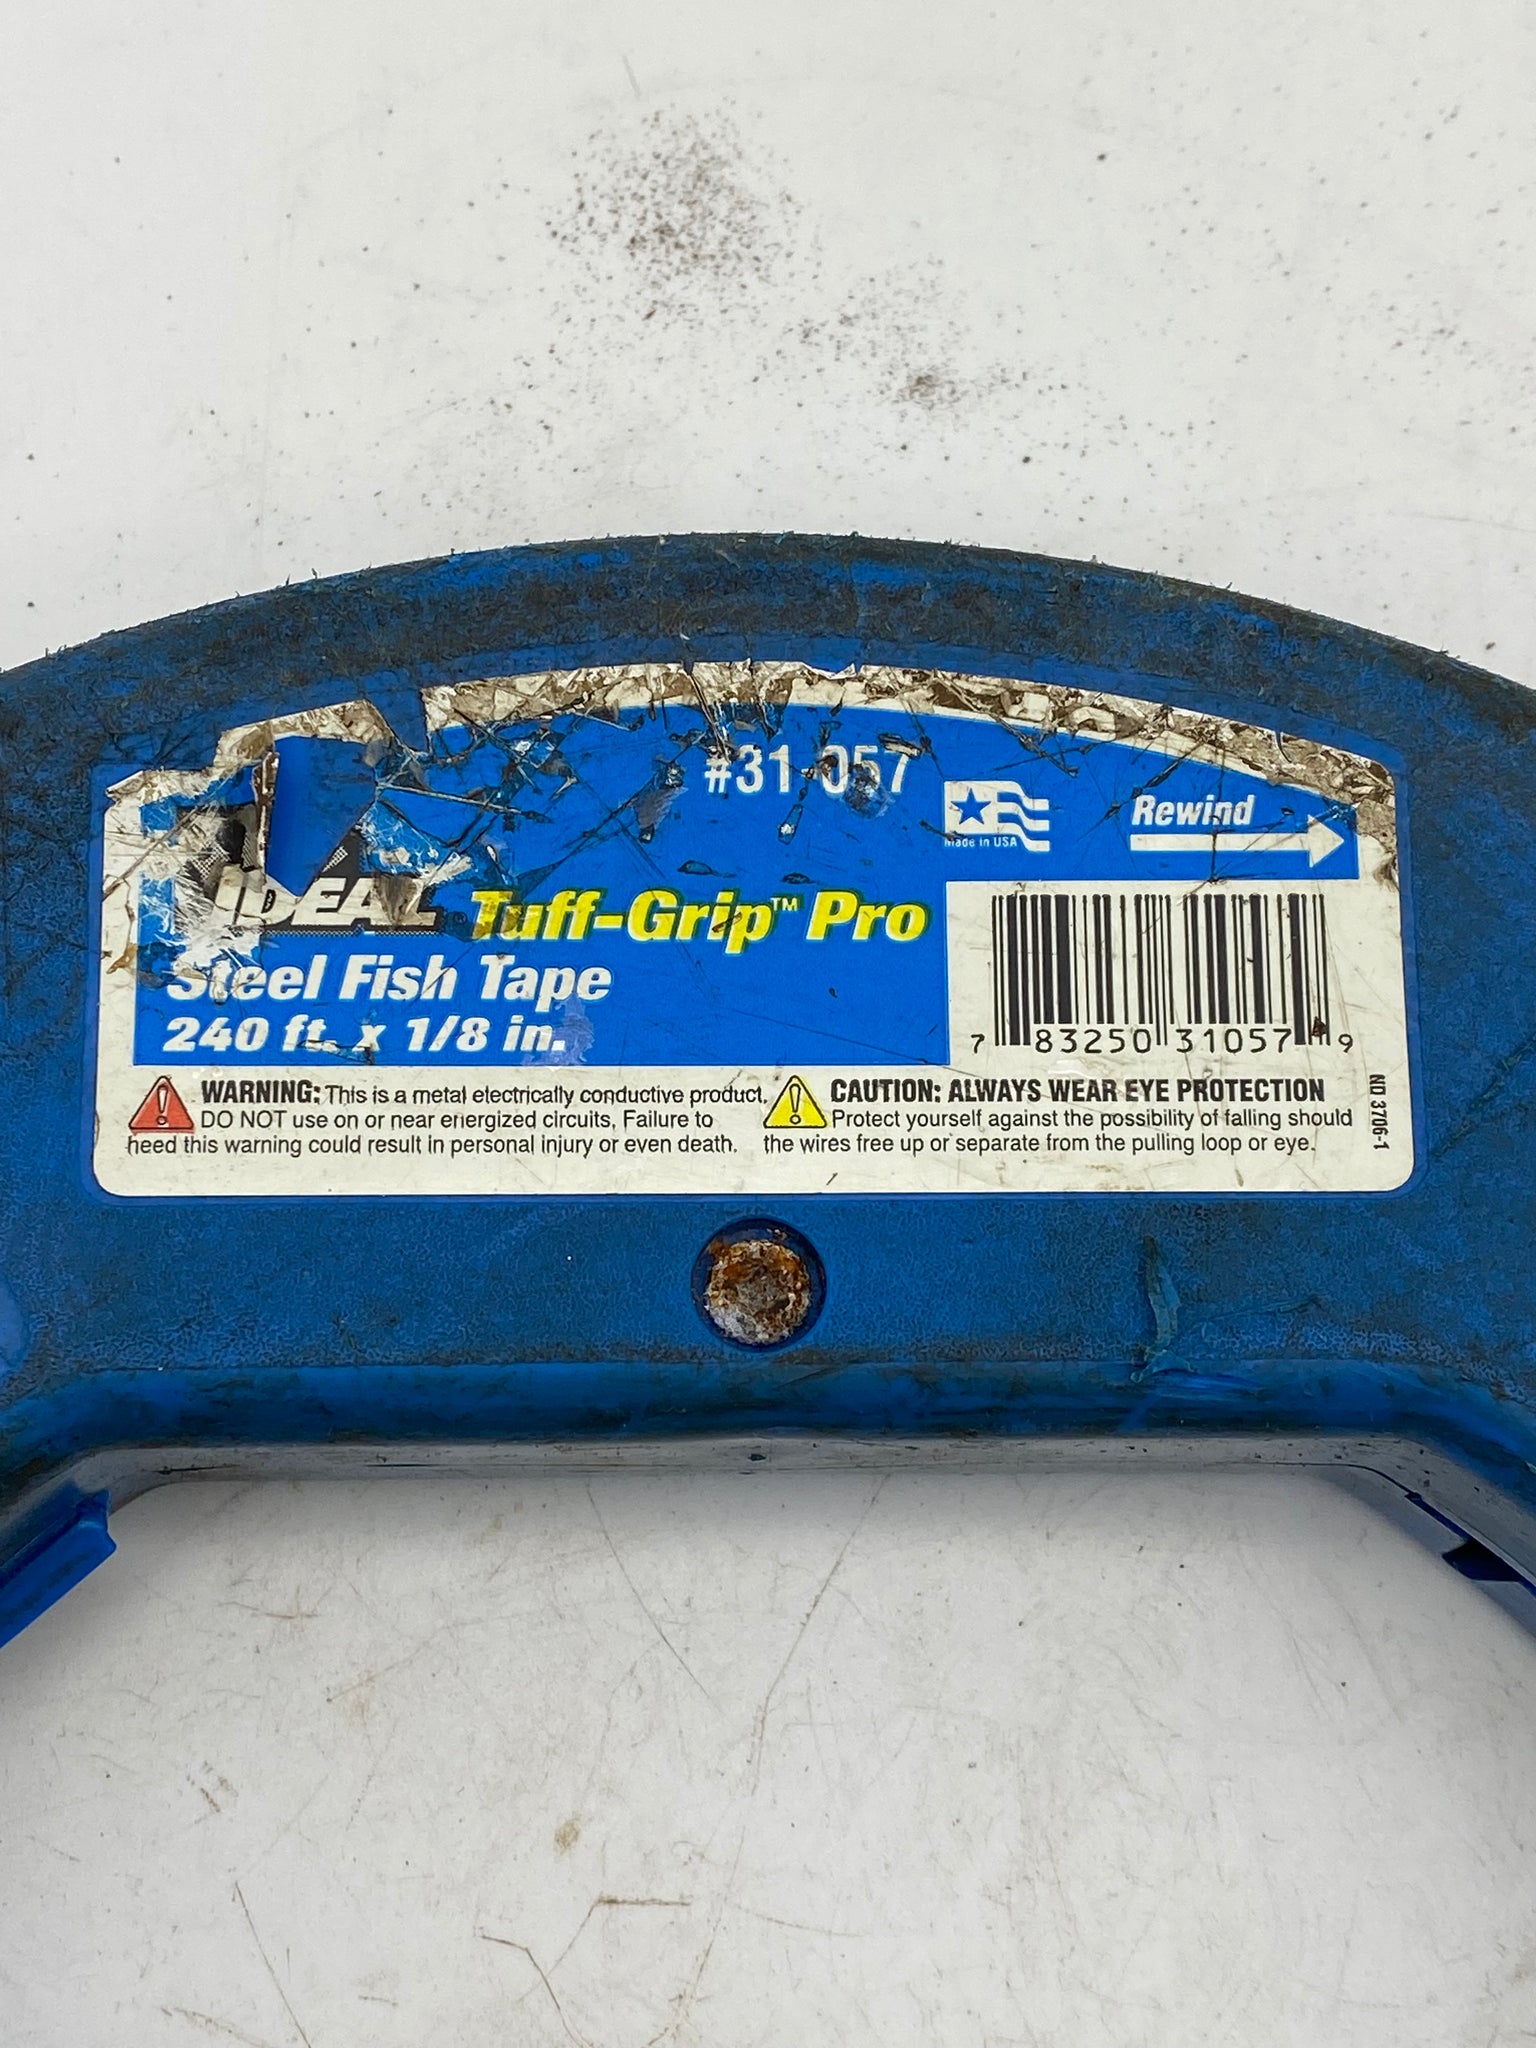 #31-057
Made in USA
Rewind
IDEAL Tuff-Grip™ Pro
Steel Fish Tape
240 ft. x 1/8 in.
7 83250 31057 9
WARNING: This is a metal electrically conductive product.
DO NOT use on or near energized circuits. Failure to
heed this warning could result in personal injury or even death.
CAUTION: ALWAYS WEAR EYE PROTECTION
Protect yourself against the possibility of falling should
the wires free up or separate from the pulling loop or eye.
ND 3706-1